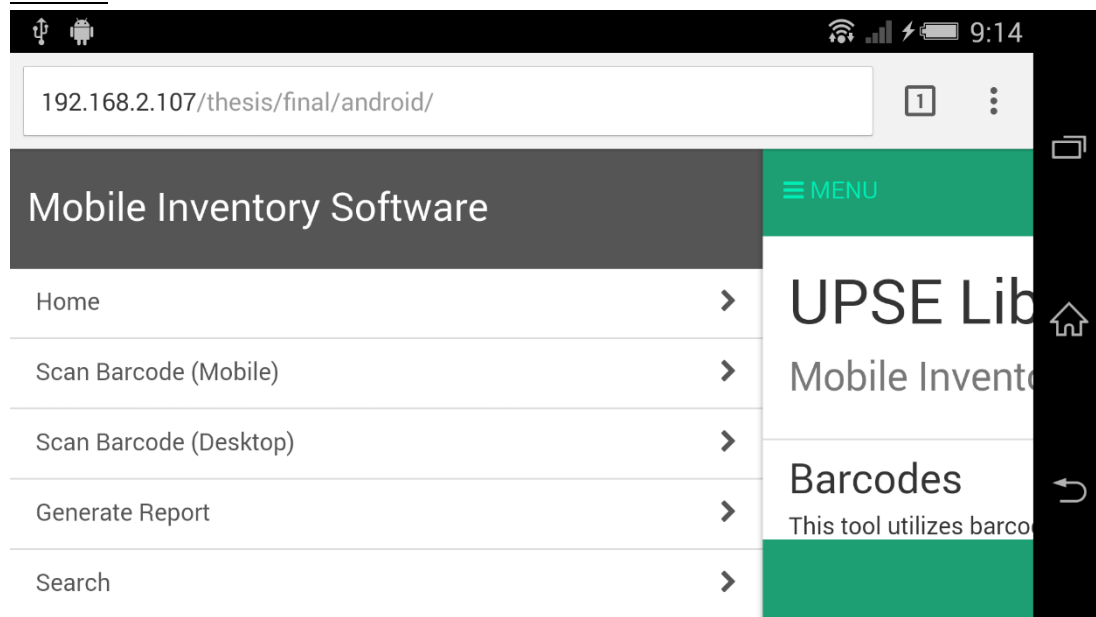 9:14
192.168.2.107/thesis/final/android/
1
Mobile Inventory Software
Home
Scan Barcode (Mobile)
Scan Barcode (Desktop)
Generate Report
Search
MENU
UPSE Lib
Mobile Invento
Barcodes
This tool utilizes barco